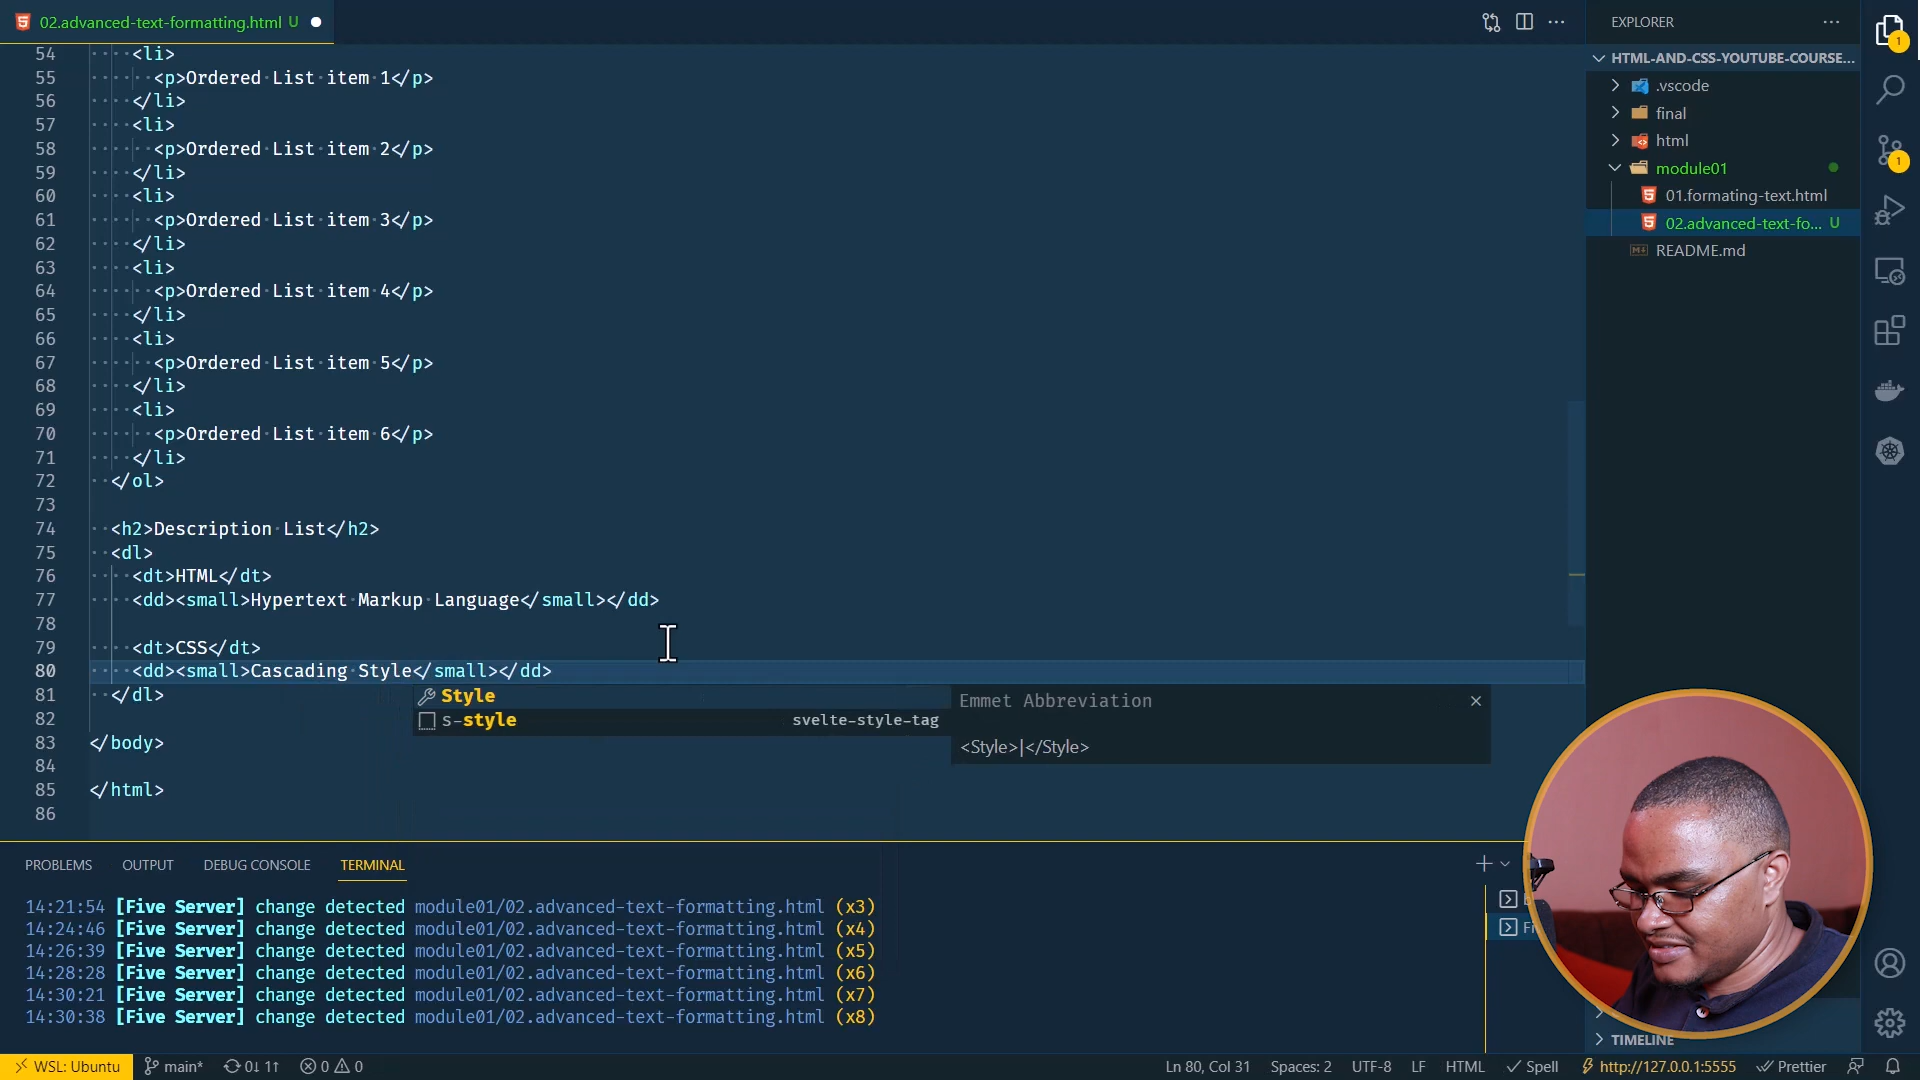 02.advanced-text-formatting.html U
54 <li>
55 <p>Ordered List item 1</p>
56 </li>
57 <li>
58 <p>Ordered List item 2</p>
59 </li>
60 <li>
61 <p>Ordered List item 3</p>
62 </li>
63 <li>
64 <p>Ordered List item 4</p>
65 </li>
66 <li>
67 <p>Ordered List item 5</p>
68 </li>
69 <li>
70 <p>Ordered List item 6</p>
71 </li>
72 </ol>
73
74 <h2>Description List</h2>
75 <dl>
76 <dt>HTML</dt>
77 <dd><small>Hypertext Markup Language</small></dd>
78
79 <dt>CSS</dt>
80 <dd><small>Cascading Style</small></dd>
81 </dl>
82
83 </body>
84
85 </html>
86
Style
s-style svelte-style-tag
Emmet Abbreviation
<Style>|</Style>
EXPLORER
HTML-AND-CSS-YOUTUBE-COURSE...
.vscode
final
html
module01
01.formating-text.html
02.advanced-text-fo... U
README.md
1
1
PROBLEMS OUTPUT DEBUG CONSOLE TERMINAL
14:21:54 [Five Server] change detected module01/02.advanced-text-formatting.html (x3)
14:24:46 [Five Server] change detected module01/02.advanced-text-formatting.html (x4)
14:26:39 [Five Server] change detected module01/02.advanced-text-formatting.html (x5)
14:28:28 [Five Server] change detected module01/02.advanced-text-formatting.html (x6)
14:30:21 [Five Server] change detected module01/02.advanced-text-formatting.html (x7)
14:30:38 [Five Server] change detected module01/02.advanced-text-formatting.html (x8)
TIMELINE
WSL: Ubuntu main* 0↓ 1↑ 0 0 Ln 80, Col 31 Spaces: 2 UTF-8 LF HTML Spell http://127.0.0.1:5555 Prettier